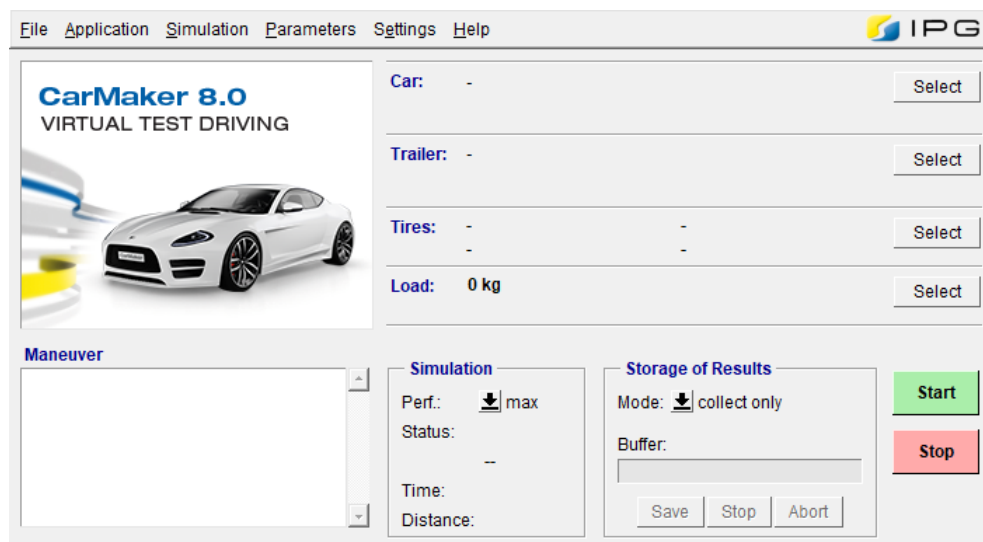 File Application Simulation Parameters Settings Help
IPG
CarMaker 8.0
VIRTUAL TEST DRIVING
CarMaker
Car: - Select
Trailer: - Select
Tires: - - Select
- -
Load: 0 kg Select
Maneuver
Simulation
Perf.: max
Status:
--
Time:
Distance:
Storage of Results
Mode: collect only
Buffer:
Save Stop Abort
Start
Stop